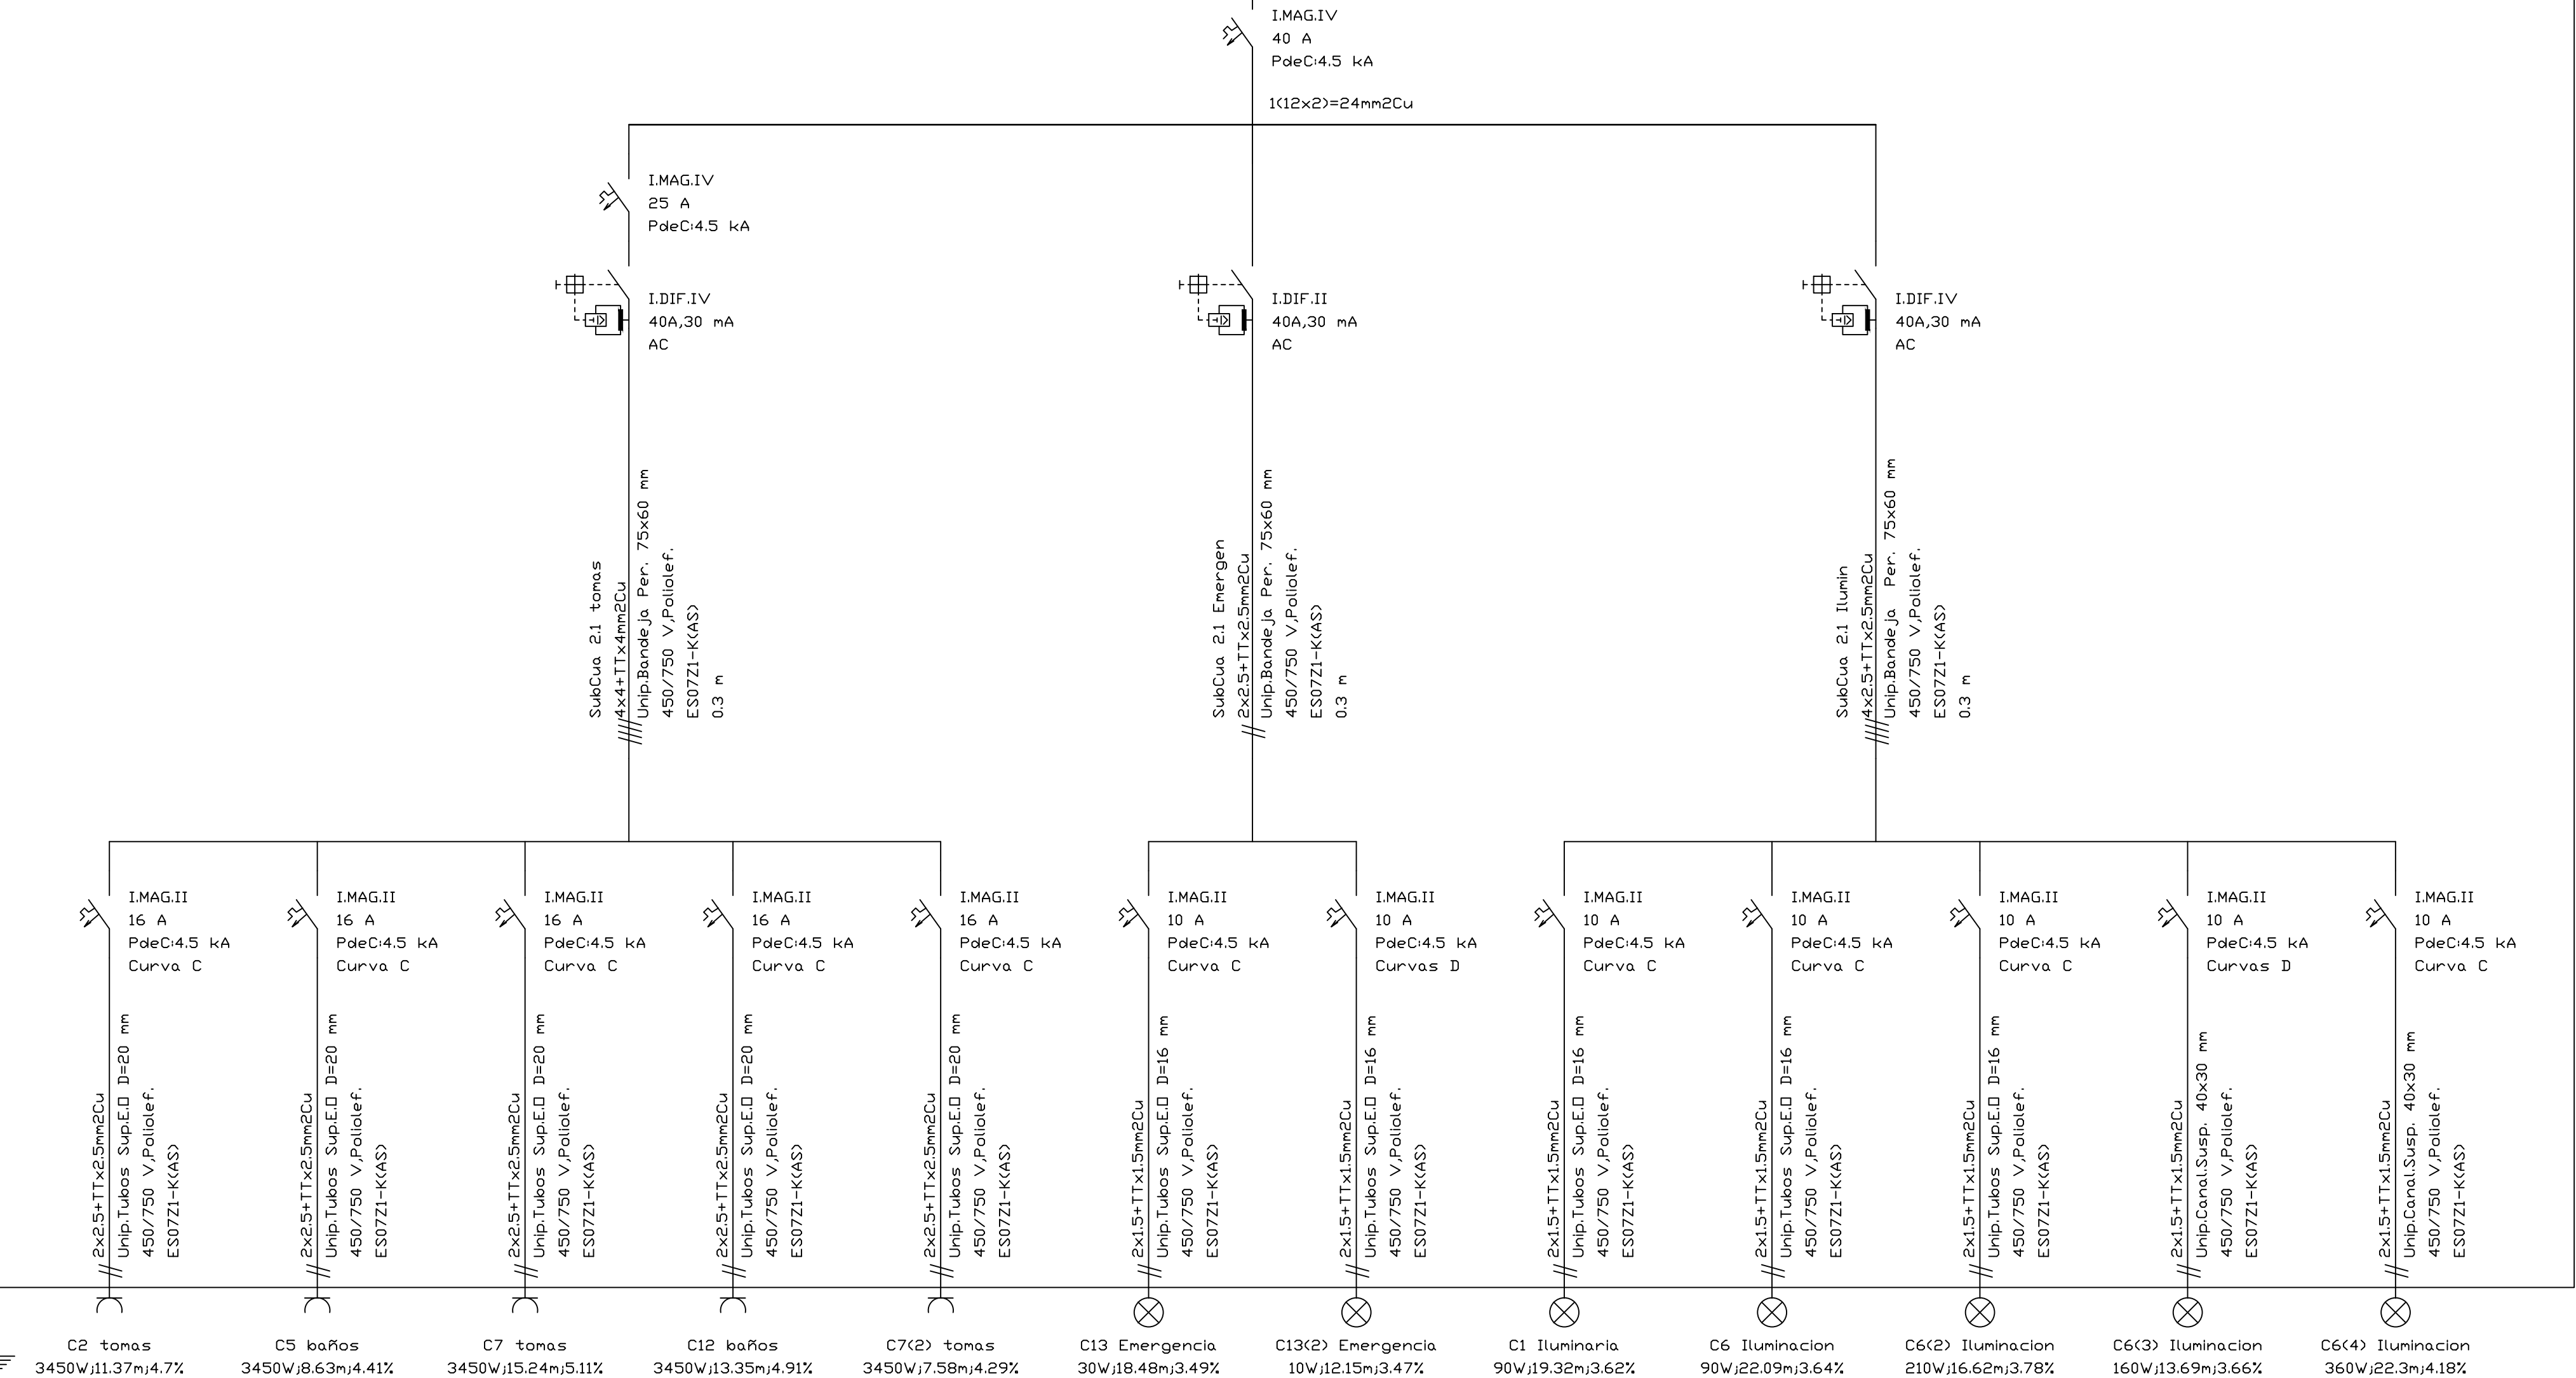 I.MAG.IV
40 A
PdeC:4.5 kA
1(12x2)=24mm2Cu
I.MAG.IV
25 A
PdeC:4.5 kA
I.DIF.IV
40A,30 mA
AC
I.DIF.II
40A,30 mA
AC
I.DIF.IV
40A,30 mA
AC
SubCua 2.1 tomas
4x4+TTx4mm2Cu
Unip.Bandeja Per. 75x60 mm
450/750 V,Poliolef.
ES07Z1-K(AS)
0.3 m
SubCua 2.1 Emergen
2x2.5+TTx2.5mm2Cu
Unip.Bandeja Per. 75x60 mm
450/750 V,Poliolef.
ES07Z1-K(AS)
0.3 m
SubCua 2.1 Ilumin
4x2.5+TTx2.5mm2Cu
Unip.Bandeja Per. 75x60 mm
450/750 V,Poliolef.
ES07Z1-K(AS)
0.3 m
I.MAG.II
16 A
PdeC:4.5 kA
Curva C
2x2.5+TTx2.5mm2Cu
Unip.Tubos Sup.E.□ D=20 mm
450/750 V,Poliolef.
ES07Z1-K(AS)
C2 tomas
3450W;11.37m;4.7%
I.MAG.II
16 A
PdeC:4.5 kA
Curva C
2x2.5+TTx2.5mm2Cu
Unip.Tubos Sup.E.□ D=20 mm
450/750 V,Poliolef.
ES07Z1-K(AS)
C5 baños
3450W;8.63m;4.41%
I.MAG.II
16 A
PdeC:4.5 kA
Curva C
2x2.5+TTx2.5mm2Cu
Unip.Tubos Sup.E.□ D=20 mm
450/750 V,Poliolef.
ES07Z1-K(AS)
C7 tomas
3450W;15.24m;5.11%
I.MAG.II
16 A
PdeC:4.5 kA
Curva C
2x2.5+TTx2.5mm2Cu
Unip.Tubos Sup.E.□ D=20 mm
450/750 V,Poliolef.
ES07Z1-K(AS)
C12 baños
3450W;13.35m;4.91%
I.MAG.II
16 A
PdeC:4.5 kA
Curva C
2x2.5+TTx2.5mm2Cu
Unip.Tubos Sup.E.□ D=20 mm
450/750 V,Poliolef.
ES07Z1-K(AS)
C7(2) tomas
3450W;7.58m;4.29%
I.MAG.II
10 A
PdeC:4.5 kA
Curva C
2x1.5+TTx1.5mm2Cu
Unip.Tubos Sup.E.□ D=16 mm
450/750 V,Poliolef.
ES07Z1-K(AS)
C13 Emergencia
30W;18.48m;3.49%
I.MAG.II
10 A
PdeC:4.5 kA
Curvas D
2x1.5+TTx1.5mm2Cu
Unip.Tubos Sup.E.□ D=16 mm
450/750 V,Poliolef.
ES07Z1-K(AS)
C13(2) Emergencia
10W;12.15m;3.47%
I.MAG.II
10 A
PdeC:4.5 kA
Curva C
2x1.5+TTx1.5mm2Cu
Unip.Tubos Sup.E.□ D=16 mm
450/750 V,Poliolef.
ES07Z1-K(AS)
C1 Iluminaria
90W;19.32m;3.62%
I.MAG.II
10 A
PdeC:4.5 kA
Curva C
2x1.5+TTx1.5mm2Cu
Unip.Tubos Sup.E.□ D=16 mm
450/750 V,Poliolef.
ES07Z1-K(AS)
C6 Iluminacion
90W;22.09m;3.64%
I.MAG.II
10 A
PdeC:4.5 kA
Curva C
2x1.5+TTx1.5mm2Cu
Unip.Tubos Sup.E.□ D=16 mm
450/750 V,Poliolef.
ES07Z1-K(AS)
C6(2) Iluminacion
210W;16.62m;3.78%
I.MAG.II
10 A
PdeC:4.5 kA
Curvas D
2x1.5+TTx1.5mm2Cu
Unip.Canal.Susp. 40x30 mm
450/750 V,Poliolef.
ES07Z1-K(AS)
C6(3) Iluminacion
160W;13.69m;3.66%
I.MAG.II
10 A
PdeC:4.5 kA
Curva C
2x1.5+TTx1.5mm2Cu
Unip.Canal.Susp. 40x30 mm
450/750 V,Poliolef.
ES07Z1-K(AS)
C6(4) Iluminacion
360W;22.3m;4.18%